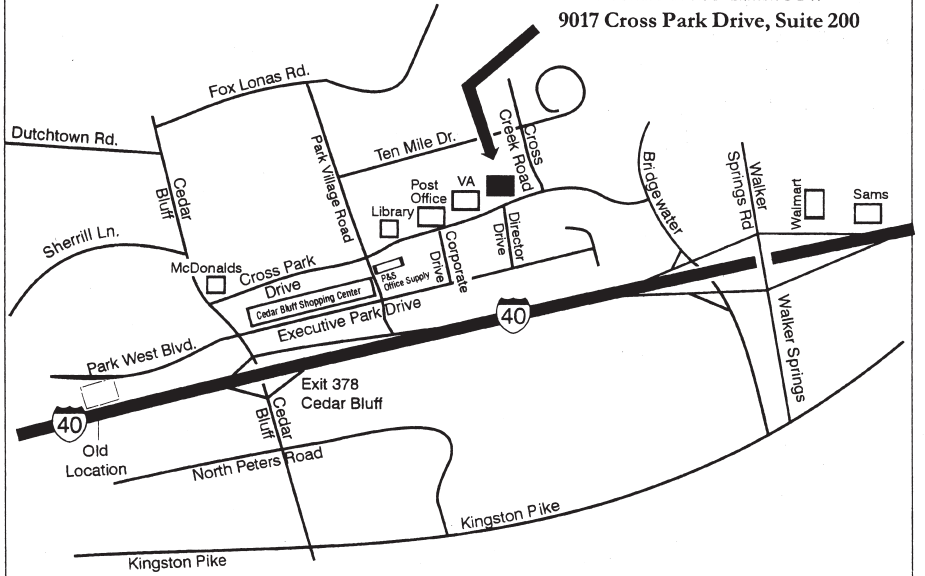 9017 Cross Park Drive, Suite 200
Fox Lonas Rd.
Dutchtown Rd.
Cedar
Bluff
Park Village Road
Ten Mile Dr.
Cross
Creek Road
Bridgewater
Walker
Springs Rd
Walmart
Sams
VA
Post
Office
Library
Sherrill Ln.
McDonalds
Cross Park
Drive
Cedar Bluff Shopping Center
P&S
Office Supply
Corporate
Drive
Director
Drive
Executive Park Drive
Park West Blvd.
40
40
Exit 378
Cedar Bluff
Cedar
Bluff
Walker Springs
Old
Location
North Peters Road
Kingston Pike
Kingston Pike